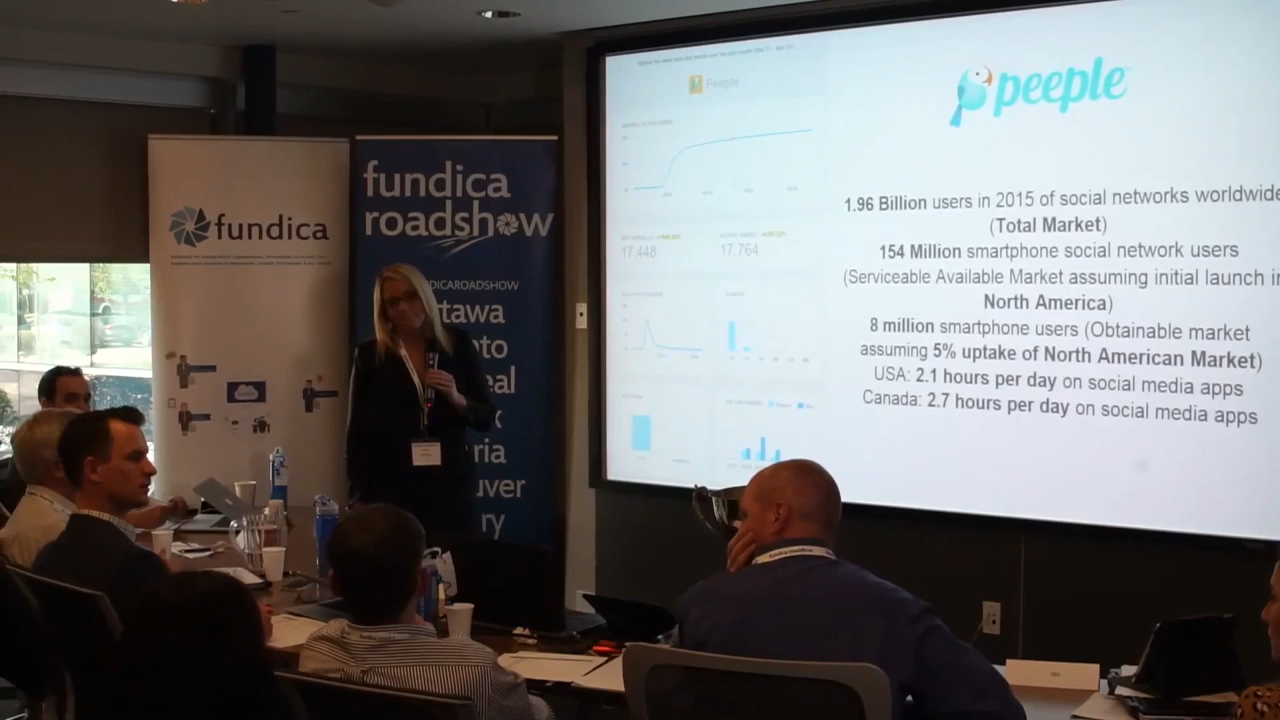 fundica
fundica
roadshow
DICAROADSHOW
tawa
to
eal
x
ria
uver
ry
Peeple
17,448
17,764
peeple
1.96 Billion users in 2015 of social networks worldwide
(Total Market)
154 Million smartphone social network users
(Serviceable Available Market assuming initial launch in
North America)
8 million smartphone users (Obtainable market
assuming 5% uptake of North American Market)
USA: 2.1 hours per day on social media apps
Canada: 2.7 hours per day on social media apps